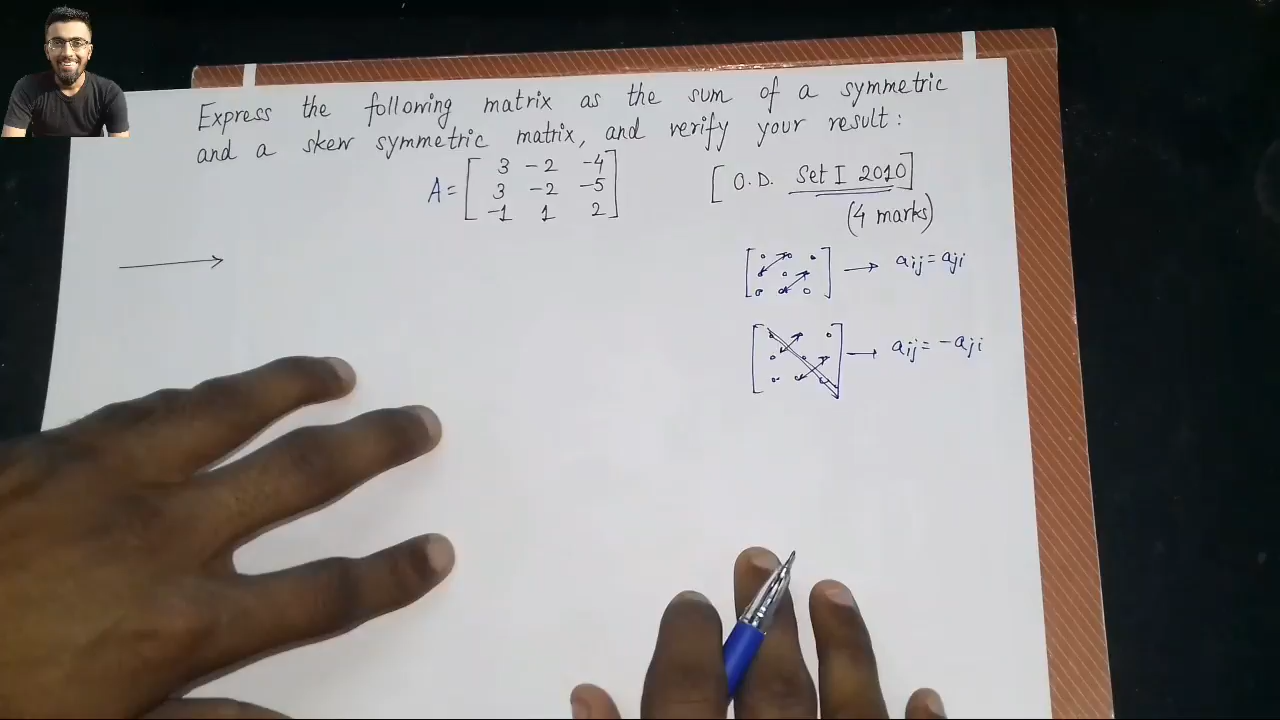 Express the following matrix as the sum of a symmetric
and a skew symmetric matrix, and verify your result :
A = [ 3 -2 -4
3 -2 -5
-1 1 2 ]
[ O.D. Set I 2010 ]
(4 marks)
→ aij = aji
→ aij = -aji